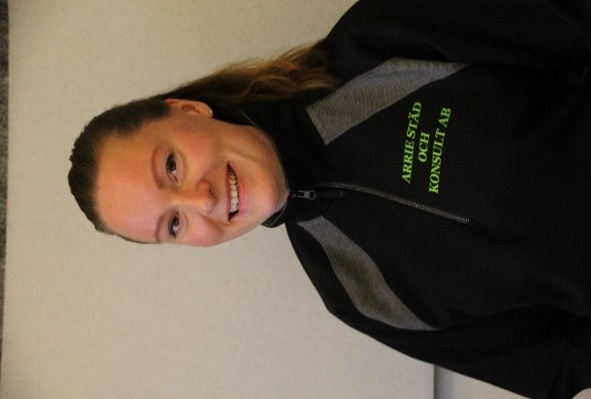 ARRIE STÄD
OCH
KONSULT AB